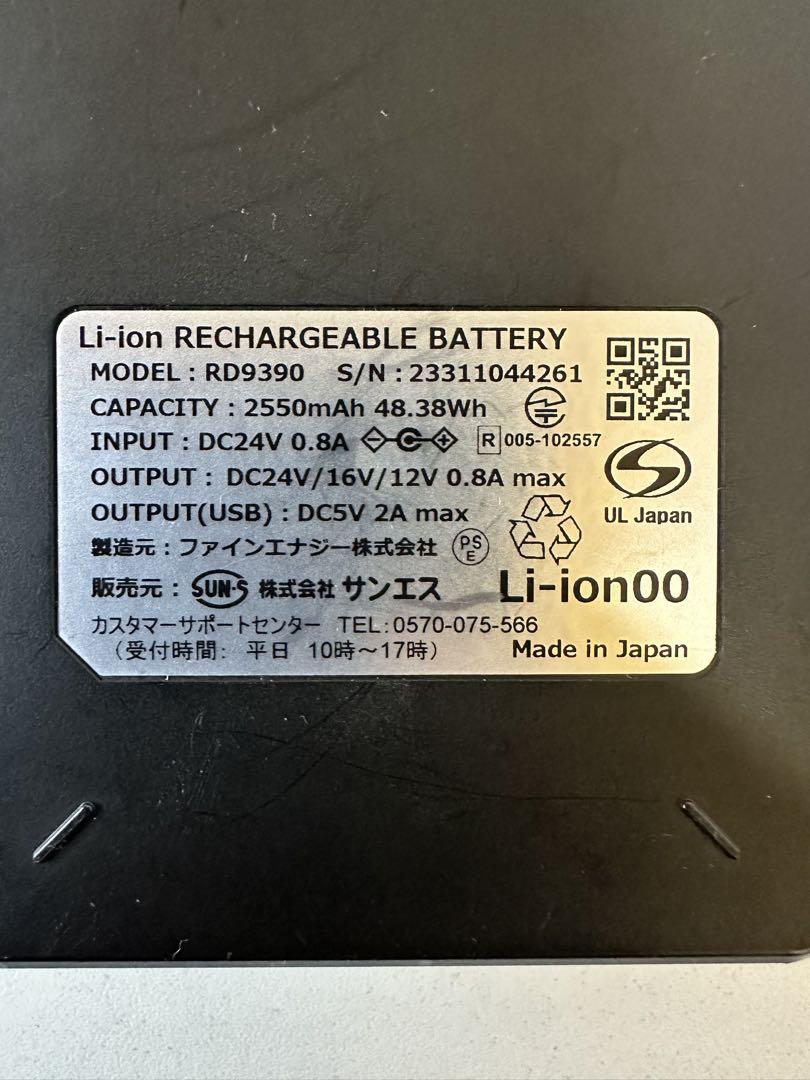 Li-ion RECHARGEABLE BATTERY
MODEL : RD9390 S/N : 23311044261
CAPACITY : 2550mAh 48.38Wh
INPUT : DC24V 0.8A R 005-102557
OUTPUT : DC24V/16V/12V 0.8A max
OUTPUT(USB) : DC5V 2A max
UL Japan
製造元 : ファインエナジー株式会社 PSE
販売元 : SUN-S 株式会社 サンエス Li-ion00
カスタマーサポートセンター TEL : 0570-075-566
（受付時間: 平日 10時～17時） Made in Japan